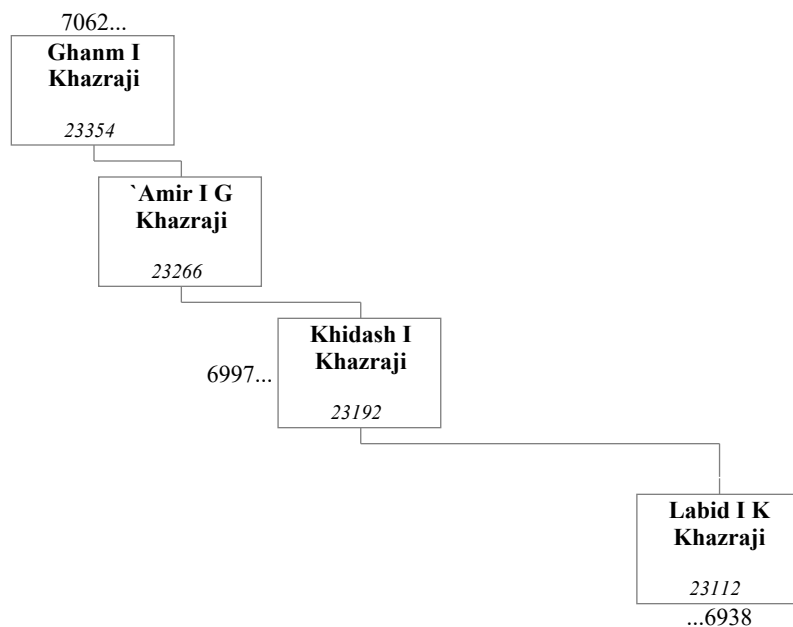 7062...
Ghanm I
Khazraji
23354
`Amir I G
Khazraji
23266
Khidash I
Khazraji
6997...
23192
Labid I K
Khazraji
23112
...6938